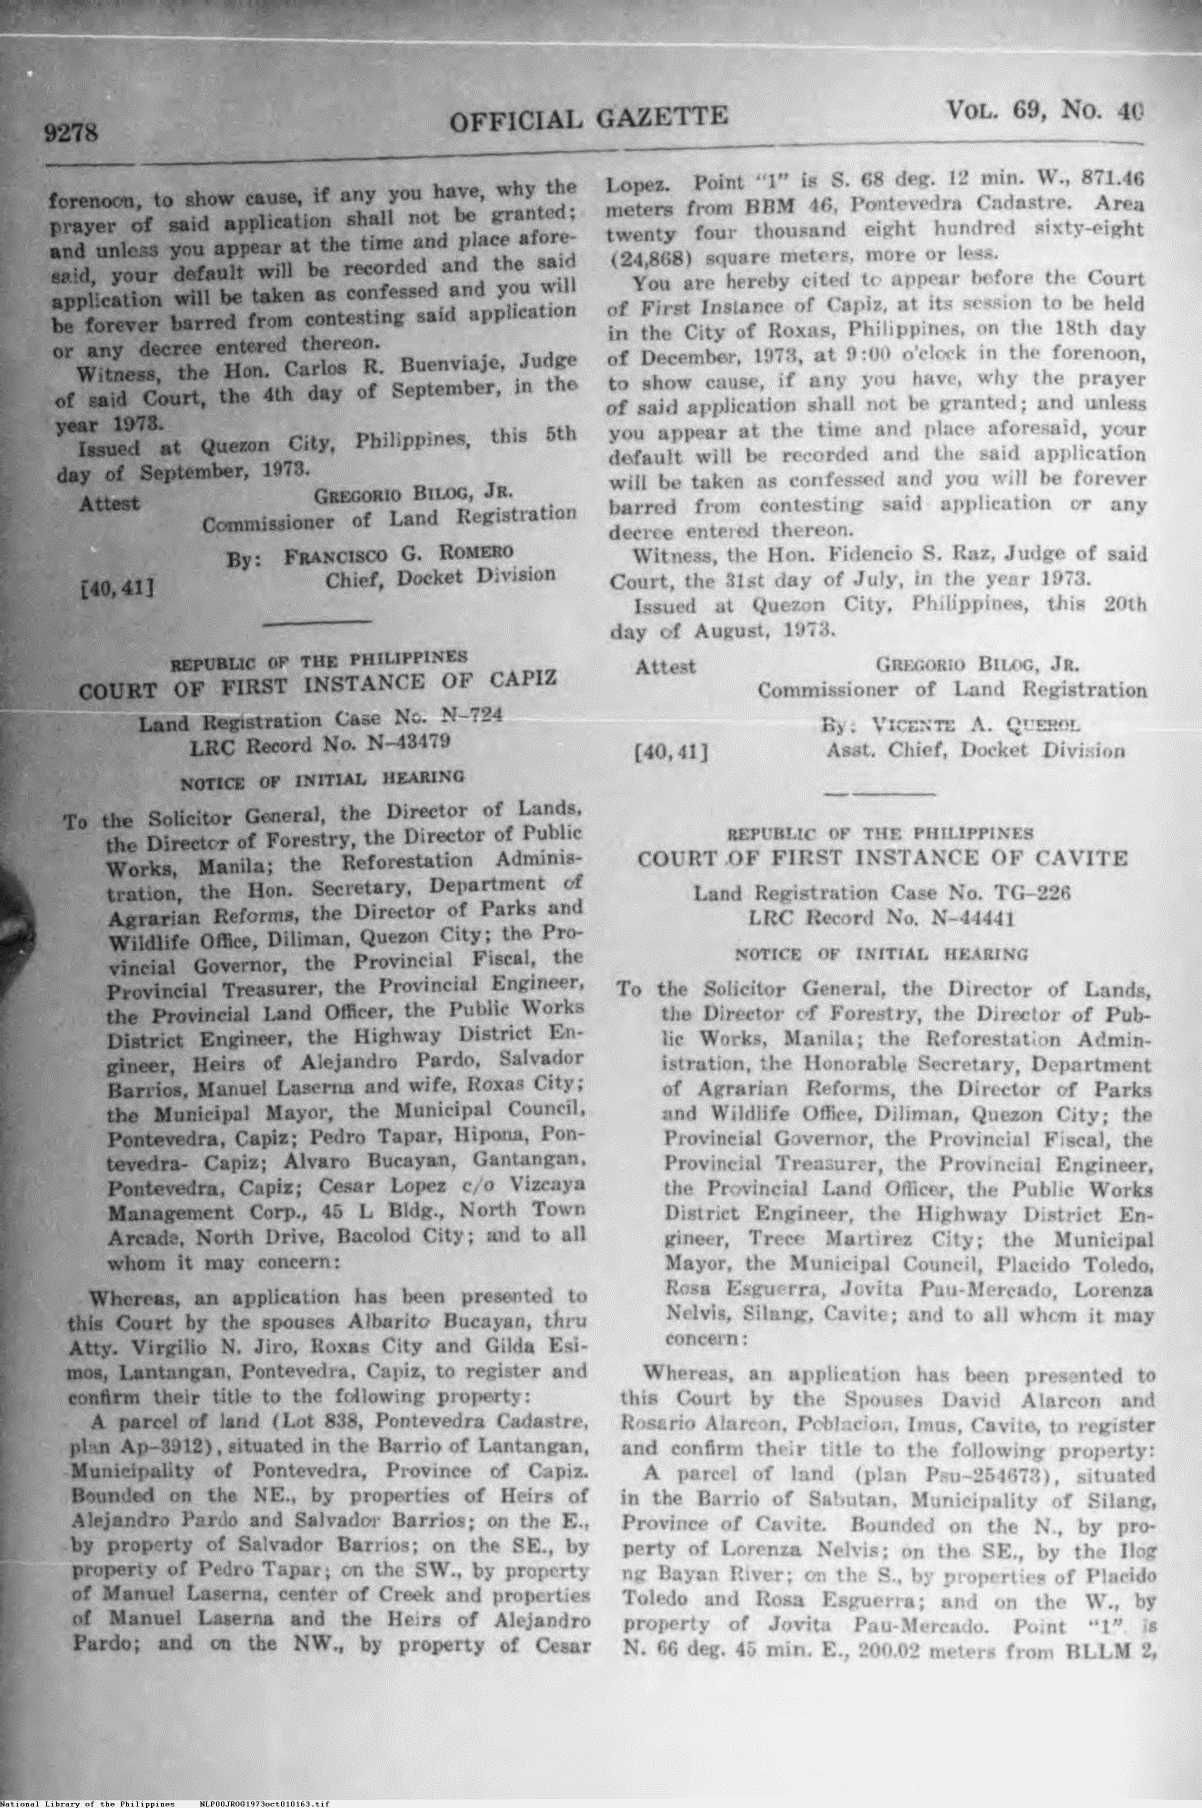 9278
OFFICIAL GAZETTE
VOL. 69, NO. 40
forenoon, to show cause, if any you have, why the
prayer of said application shall not be granted;
and unless you appear at the time and place afore-
said, your default will be recorded and the said
application will be taken as confessed and you will
be forever barred from contesting said application
or any decree entered thereon.
Witness, the Hon. Carlos R. Buenviaje, Judge
of said Court, the 4th day of September, in the
year 1973.
Issued at Quezon City, Philippines, this 5th
day of September, 1973.
Attest GREGORIO BILOG, JR.
Commissioner of Land Registration
By: FRANCISCO G. ROMERO
[40, 41] Chief, Docket Division
REPUBLIC OF THE PHILIPPINES
COURT OF FIRST INSTANCE OF CAPIZ
Land Registration Case No. N-724
LRC Record No. N-43479
NOTICE OF INITIAL HEARING
To the Solicitor General, the Director of Lands,
the Director of Forestry, the Director of Public
Works, Manila; the Reforestation Adminis-
tration, the Hon. Secretary, Department of
Agrarian Reforms, the Director of Parks and
Wildlife Office, Diliman, Quezon City; the Pro-
vincial Governor, the Provincial Fiscal, the
Provincial Treasurer, the Provincial Engineer,
the Provincial Land Officer, the Public Works
District Engineer, the Highway District En-
gineer, Heirs of Alejandro Pardo, Salvador
Barrios, Manuel Laserna and wife, Roxas City;
the Municipal Mayor, the Municipal Council,
Pontevedra, Capiz; Pedro Tapar, Hipona, Pon-
tevedra- Capiz; Alvaro Bucayan, Gantangan,
Pontevedra, Capiz; Cesar Lopez c/o Vizcaya
Management Corp., 45 L Bldg., North Town
Arcade, North Drive, Bacolod City; and to all
whom it may concern:
Whereas, an application has been presented to
this Court by the spouses Albarito Bucayan, thru
Atty. Virgilio N. Jiro, Roxas City and Gilda Esi-
mos, Lantangan, Pontevedra, Capiz, to register and
confirm their title to the following property:
A parcel of land (Lot 838, Pontevedra Cadastre,
plan Ap-3912), situated in the Barrio of Lantangan,
Municipality of Pontevedra, Province of Capiz.
Bounded on the NE., by properties of Heirs of
Alejandro Pardo and Salvador Barrios; on the E.,
by property of Salvador Barrios; on the SE., by
property of Pedro Tapar; on the SW., by property
of Manuel Laserna, center of Creek and properties
of Manuel Laserna and the Heirs of Alejandro
Pardo; and on the NW., by property of Cesar
Lopez. Point "1" is S. 68 deg. 12 min. W., 871.46
meters from BBM 46, Pontevedra Cadastre. Area
twenty four thousand eight hundred sixty-eight
(24,868) square meters, more or less.
You are hereby cited to appear before the Court
of First Instance of Capiz, at its session to be held
in the City of Roxas, Philippines, on the 18th day
of December, 1973, at 9:00 o'clock in the forenoon,
to show cause, if any you have, why the prayer
of said application shall not be granted; and unless
you appear at the time and place aforesaid, your
default will be recorded and the said application
will be taken as confessed and you will be forever
barred from contesting said application or any
decree entered thereon.
Witness, the Hon. Fidencio S. Raz, Judge of said
Court, the 31st day of July, in the year 1973.
Issued at Quezon City, Philippines, this 20th
day of August, 1973.
Attest GREGORIO BILOG, JR.
Commissioner of Land Registration
By: VICENTE A. QUEROL
[40, 41] Asst. Chief, Docket Division
REPUBLIC OF THE PHILIPPINES
COURT OF FIRST INSTANCE OF CAVITE
Land Registration Case No. TG-226
LRC Record No. N-44441
NOTICE OF INITIAL HEARING
To the Solicitor General, the Director of Lands,
the Director of Forestry, the Director of Pub-
lic Works, Manila; the Reforestation Admin-
istration, the Honorable Secretary, Department
of Agrarian Reforms, the Director of Parks
and Wildlife Office, Diliman, Quezon City; the
Provincial Governor, the Provincial Fiscal, the
Provincial Treasurer, the Provincial Engineer,
the Provincial Land Officer, the Public Works
District Engineer, the Highway District En-
gineer, Trece Martirez City; the Municipal
Mayor, the Municipal Council, Placido Toledo,
Rosa Esguerra, Jovita Pau-Mercado, Lorenza
Nelvis, Silang, Cavite; and to all whom it may
concern:
Whereas, an application has been presented to
this Court by the Spouses David Alarcon and
Rosario Alarcon, Poblacion, Imus, Cavite, to register
and confirm their title to the following property:
A parcel of land (plan Psu-254673), situated
in the Barrio of Sabutan, Municipality of Silang,
Province of Cavite. Bounded on the N., by pro-
perty of Lorenza Nelvis; on the SE., by the Ilog
ng Bayan River; on the S., by properties of Placido
Toledo and Rosa Esguerra; and on the W., by
property of Jovita Pau-Mercado. Point "1" is
N. 66 deg. 45 min. E., 200.02 meters from BLLM 2,
National Library of the Philippines NLP00JR0G1973oct010163.tif